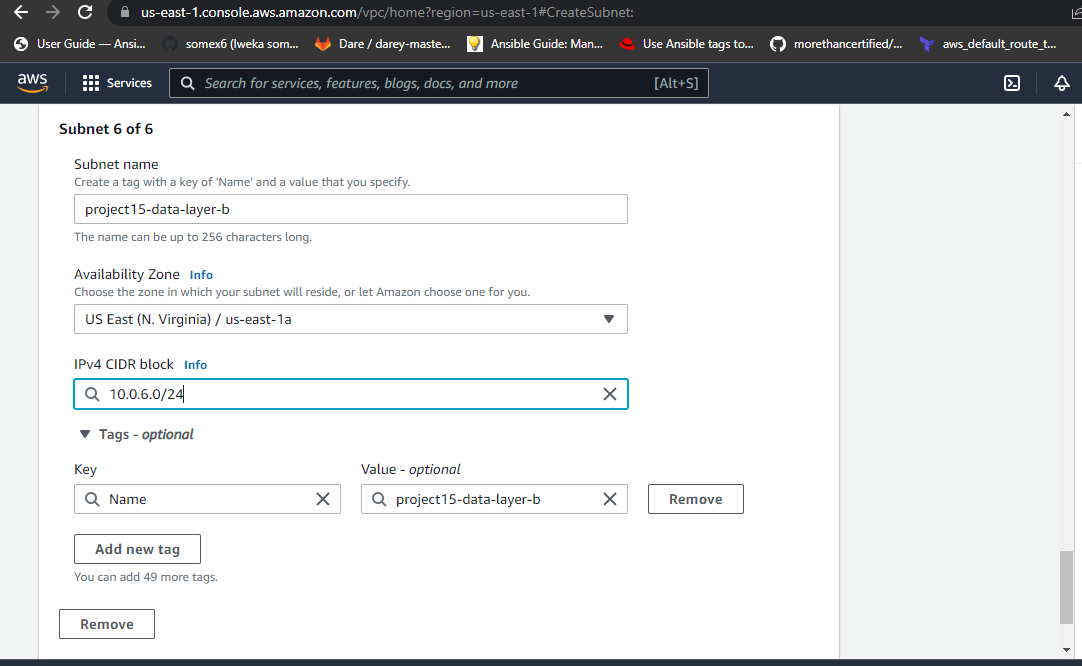 us-east-1.console.aws.amazon.com/vpc/home?region=us-east-1#CreateSubnet:
User Guide — Ansi... somex6 (lweka som... Dare / darey-maste... Ansible Guide: Man... Use Ansible tags to... morethancertified/... aws_default_route_t...
aws Services Search for services, features, blogs, docs, and more [Alt+S]
Subnet 6 of 6
Subnet name
Create a tag with a key of 'Name' and a value that you specify.
project15-data-layer-b
The name can be up to 256 characters long.
Availability Zone Info
Choose the zone in which your subnet will reside, or let Amazon choose one for you.
US East (N. Virginia) / us-east-1a
IPv4 CIDR block Info
10.0.6.0/24
Tags - optional
Key Value - optional
Name project15-data-layer-b Remove
Add new tag
You can add 49 more tags.
Remove